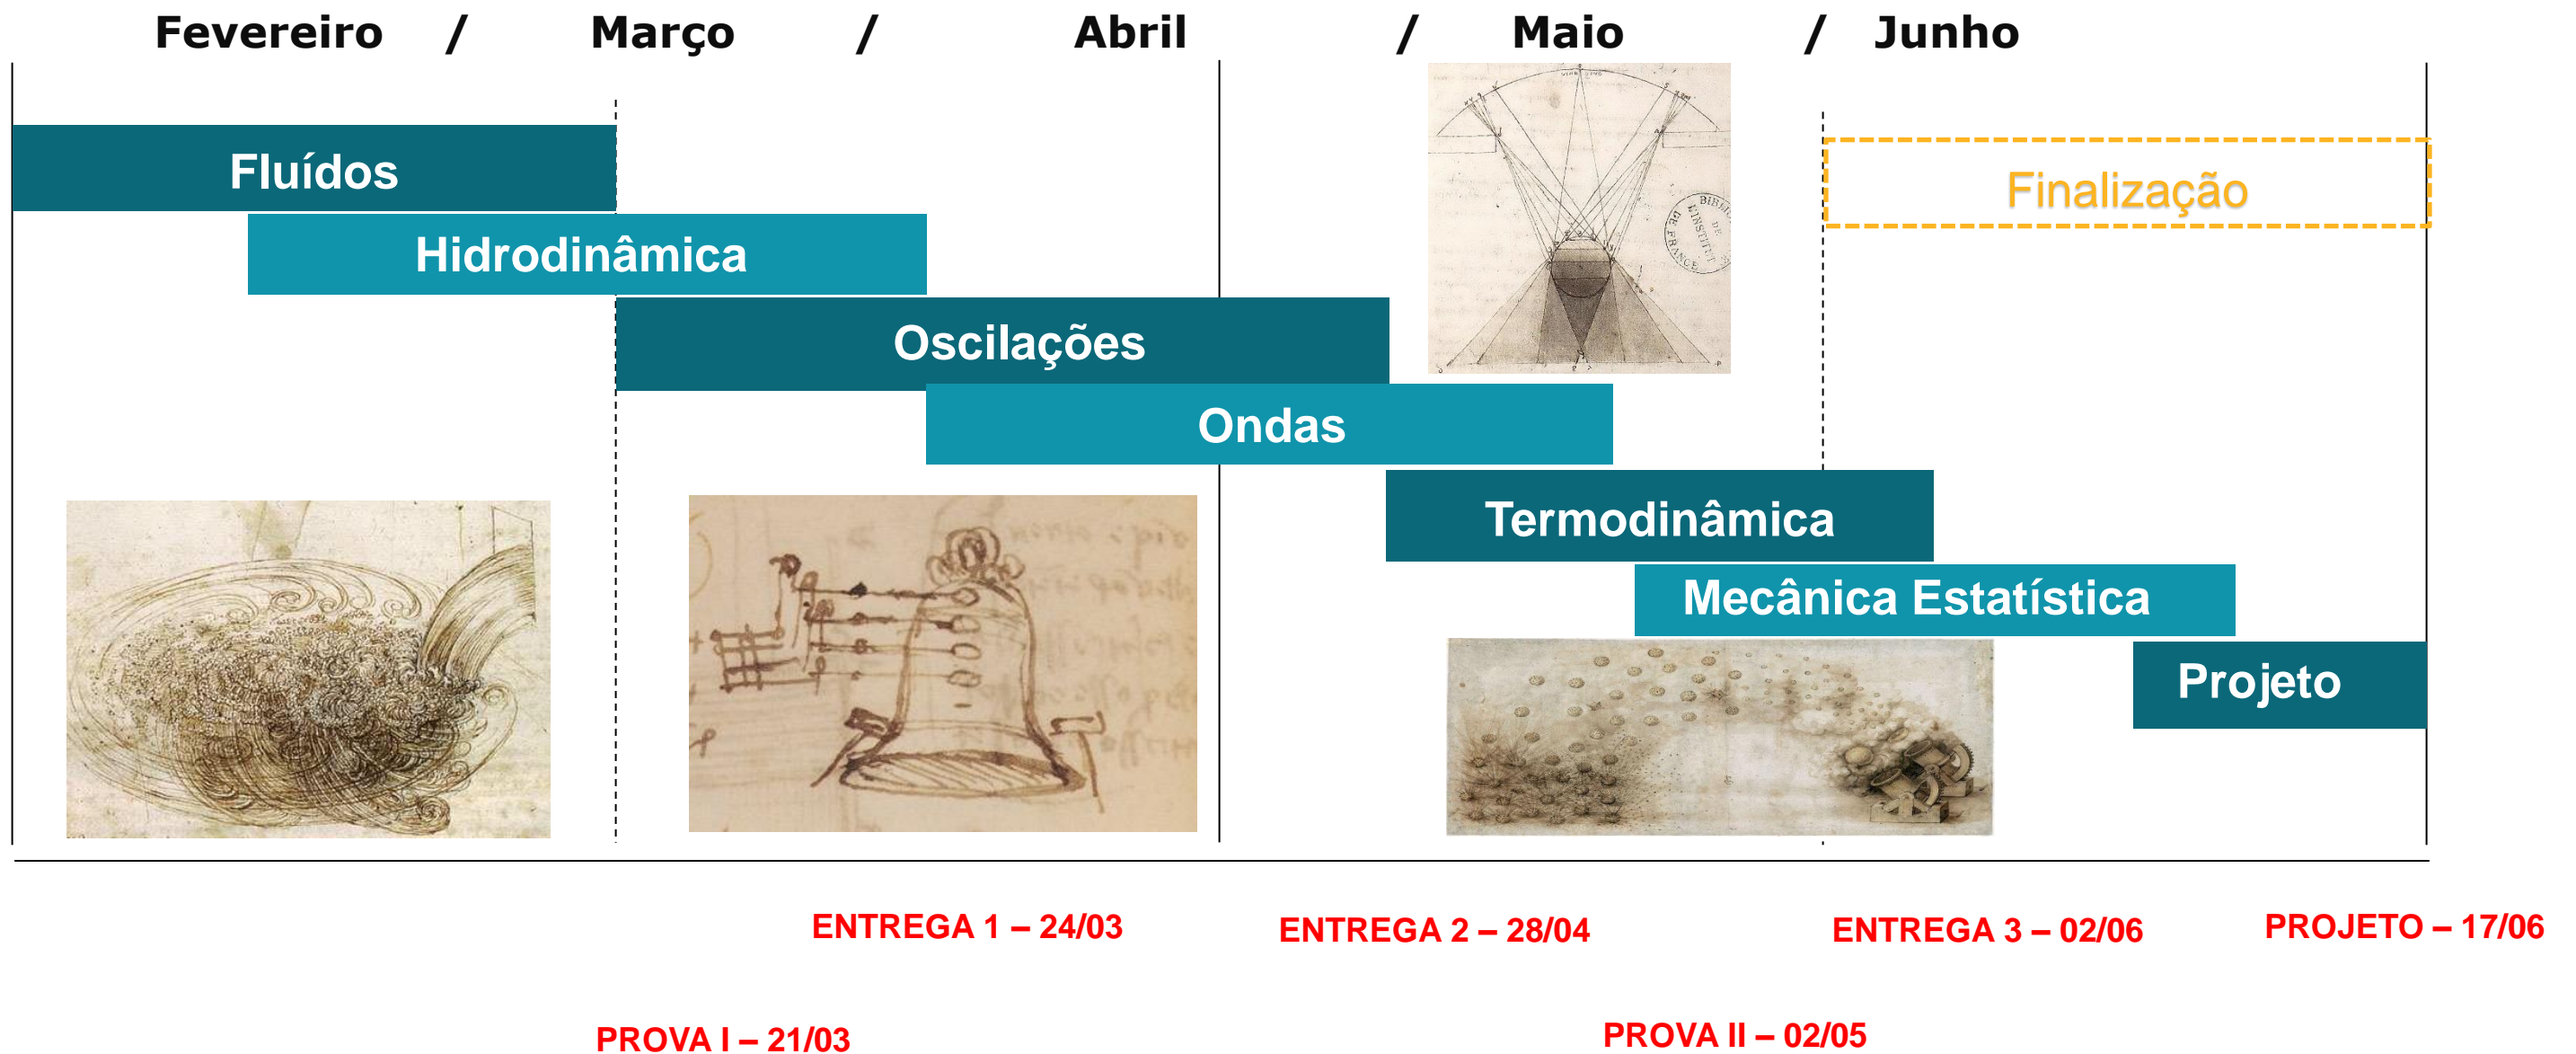 Fevereiro / Março / Abril / Maio / Junho
Fluídos
Finalização
Hidrodinâmica
Oscilações
Ondas
Termodinâmica
Mecânica Estatística
Projeto
ENTREGA 1 – 24/03
ENTREGA 2 – 28/04
ENTREGA 3 – 02/06
PROJETO – 17/06
PROVA I – 21/03
PROVA II – 02/05